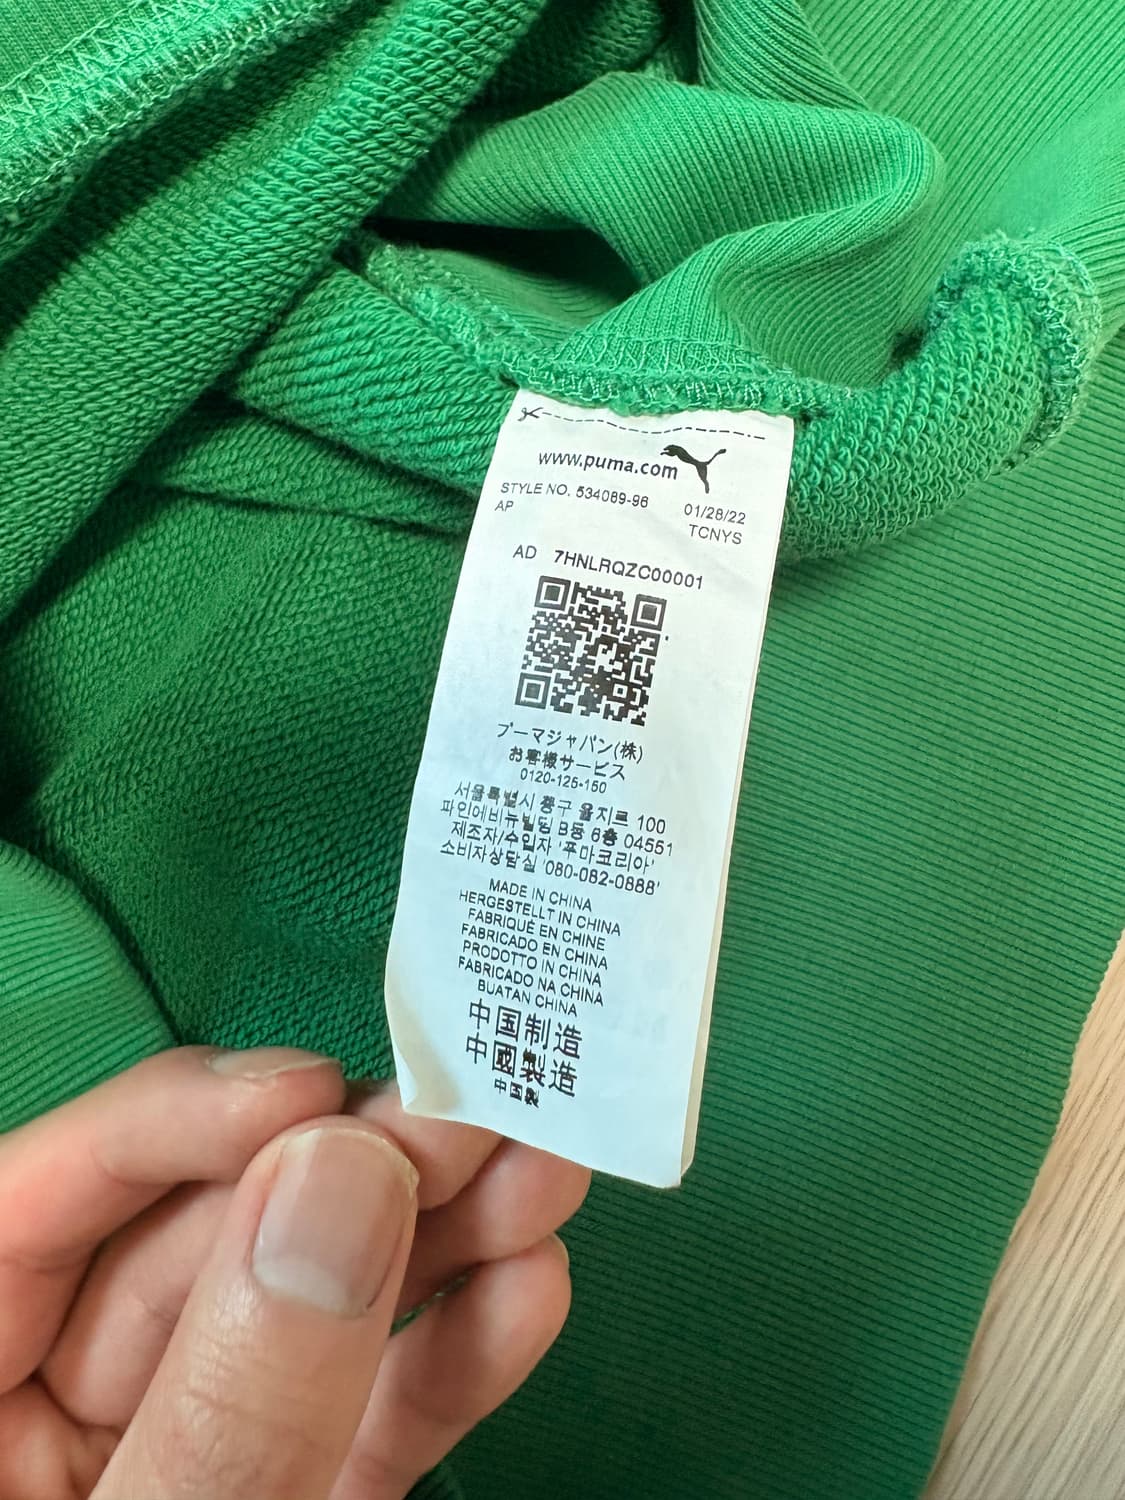 www.puma.com
STYLE NO. 534089-96 01/28/22
AP TCNYS
AD 7HNLRQZC00001
プーマジャパン(株)
お客様サービス
0120-125-150
서울특별시 중구 을지로 100
파인애비뉴빌딩 B동 6층 04551
제조자/수입자 '푸마코리아'
소비자상담실 '080-082-0888'
MADE IN CHINA
HERGESTELLT IN CHINA
FABRIQUÉ EN CHINE
FABRICADO EN CHINA
PRODOTTO IN CHINA
FABRICADO NA CHINA
BUATAN CHINA
中国制造
中國製造
中国製